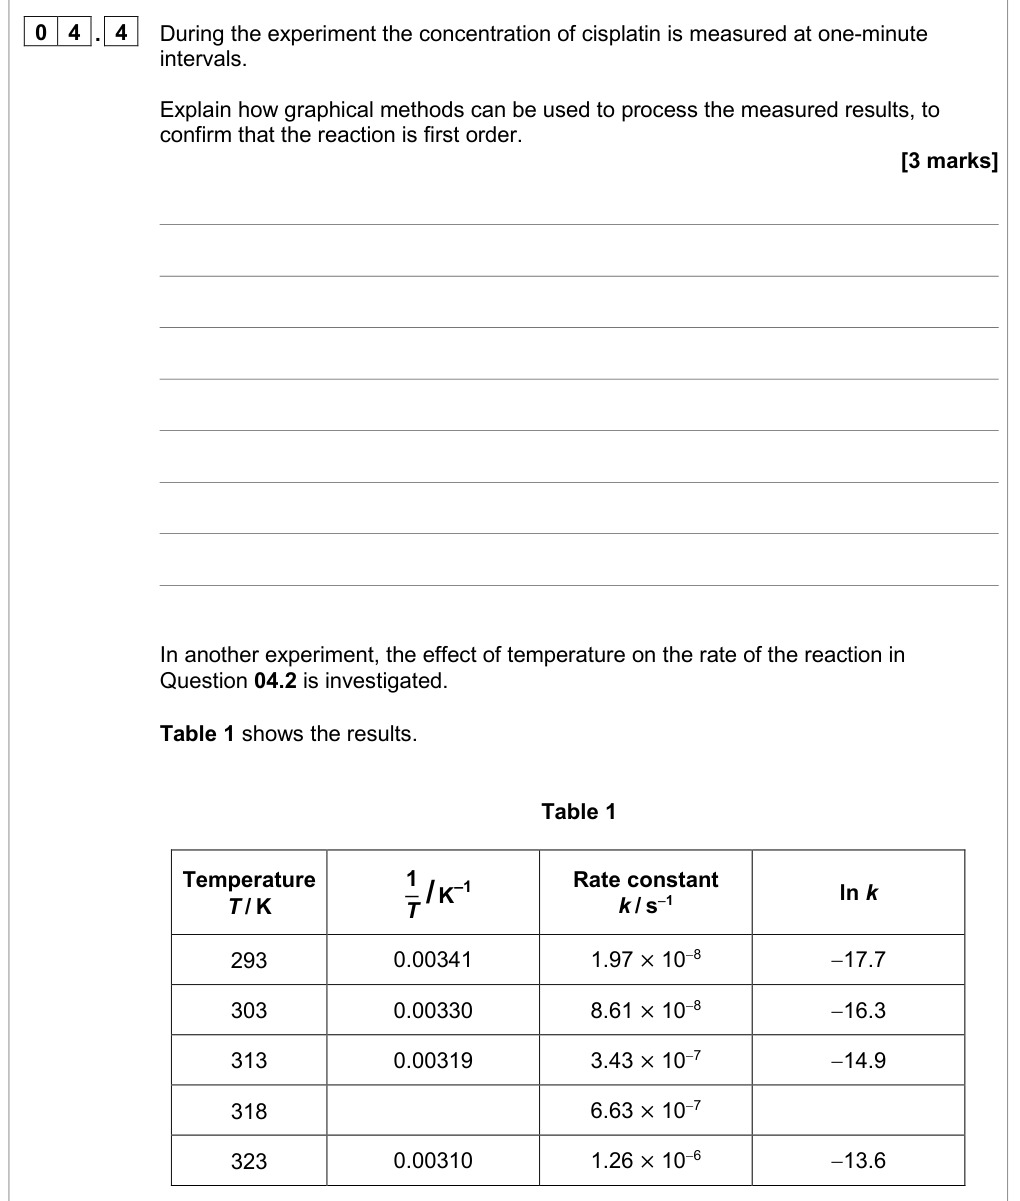 04.4 During the experiment the concentration of cisplatin is measured at one-minute
intervals.
Explain how graphical methods can be used to process the measured results, to
confirm that the reaction is first order.
[3 marks]
In another experiment, the effect of temperature on the rate of the reaction in
Question 04.2 is investigated.
Table 1 shows the results.
Table 1
Temperature T / K | 1/T / K⁻¹ | Rate constant k / s⁻¹ | ln k
293 | 0.00341 | 1.97 × 10⁻⁸ | −17.7
303 | 0.00330 | 8.61 × 10⁻⁸ | −16.3
313 | 0.00319 | 3.43 × 10⁻⁷ | −14.9
318 | | 6.63 × 10⁻⁷ |
323 | 0.00310 | 1.26 × 10⁻⁶ | −13.6